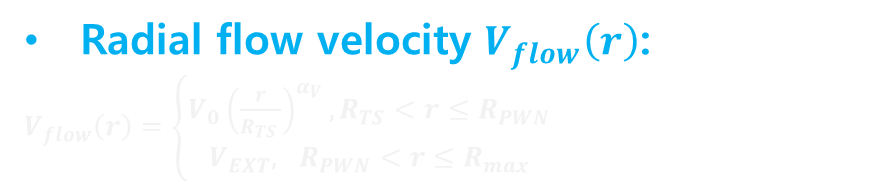 • Radial flow velocity V_flow(r):
V_flow(r) = { V_0 (r/R_TS)^α_V , R_TS < r ≤ R_PWN
V_EXT, R_PWN < r ≤ R_max